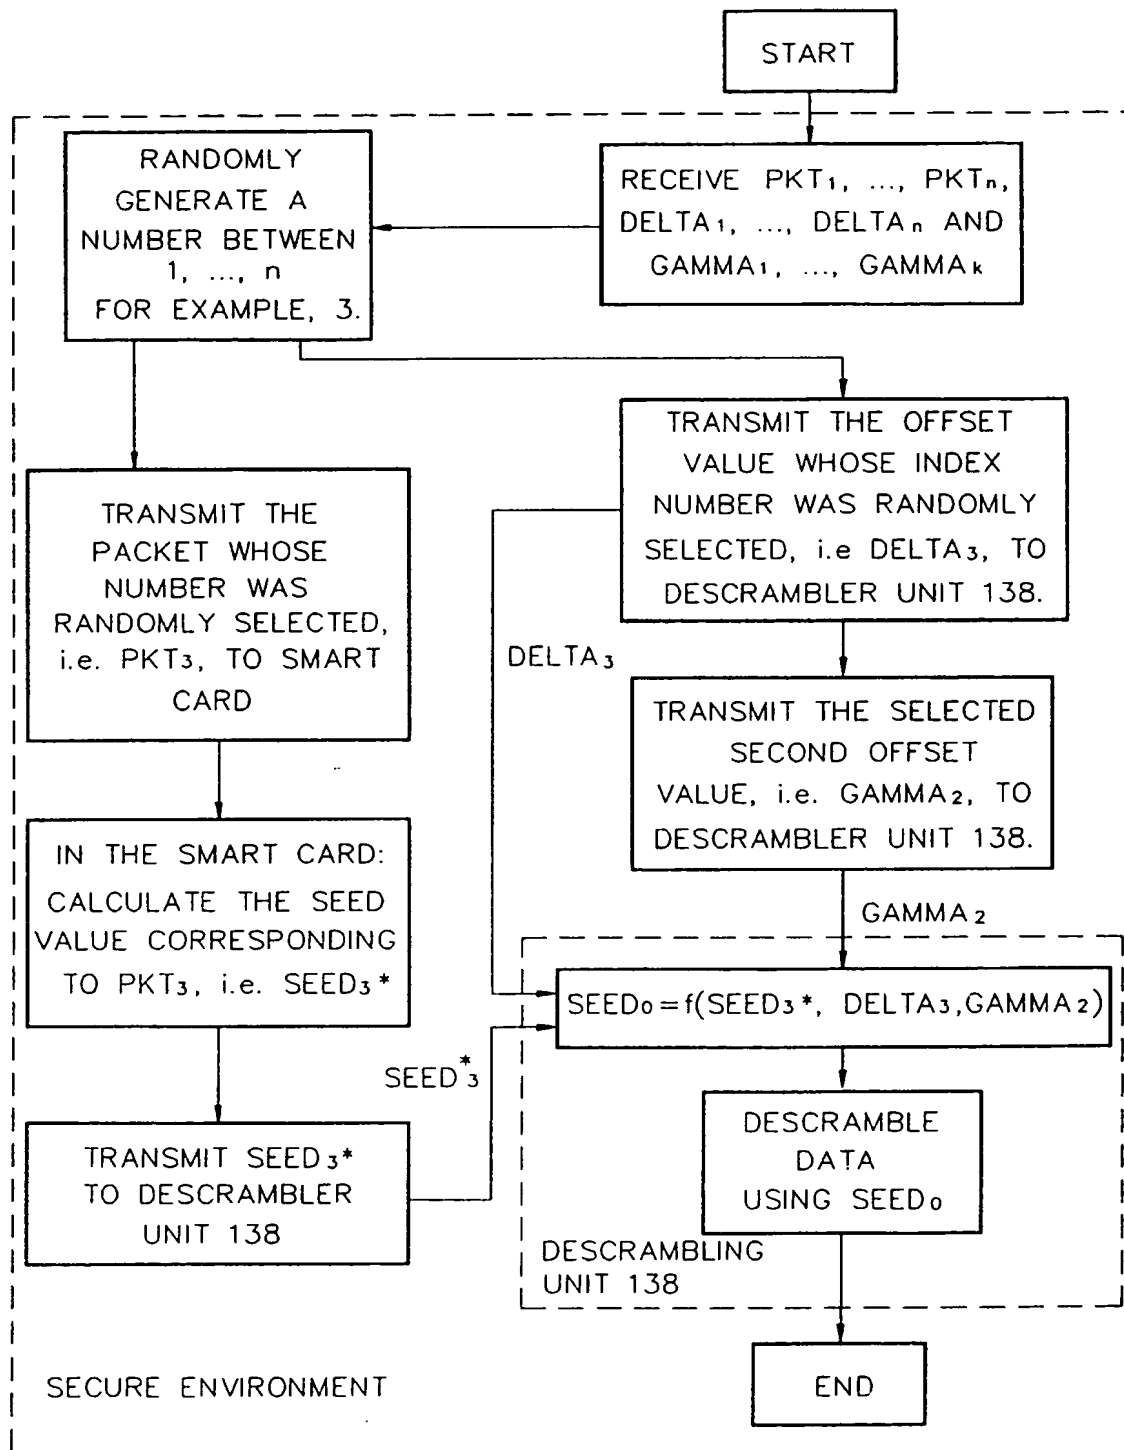 START
RECEIVE PKT₁, ..., PKTₙ,
DELTA₁, ..., DELTAₙ AND
GAMMA₁, ..., GAMMAₖ
RANDOMLY
GENERATE A
NUMBER BETWEEN
1, ..., n
FOR EXAMPLE, 3.
TRANSMIT THE OFFSET
VALUE WHOSE INDEX
NUMBER WAS RANDOMLY
SELECTED, i.e DELTA₃, TO
DESCRAMBLER UNIT 138.
TRANSMIT THE
PACKET WHOSE
NUMBER WAS
RANDOMLY SELECTED,
i.e. PKT₃, TO SMART
CARD
DELTA₃
TRANSMIT THE SELECTED
SECOND OFFSET
VALUE, i.e. GAMMA₂, TO
DESCRAMBLER UNIT 138.
IN THE SMART CARD:
CALCULATE THE SEED
VALUE CORRESPONDING
TO PKT₃, i.e. SEED₃*
GAMMA₂
SEED₀=f(SEED₃*, DELTA₃,GAMMA₂)
SEED₃*
TRANSMIT SEED₃*
TO DESCRAMBLER
UNIT 138
DESCRAMBLE
DATA
USING SEED₀
DESCRAMBLING
UNIT 138
END
SECURE ENVIRONMENT